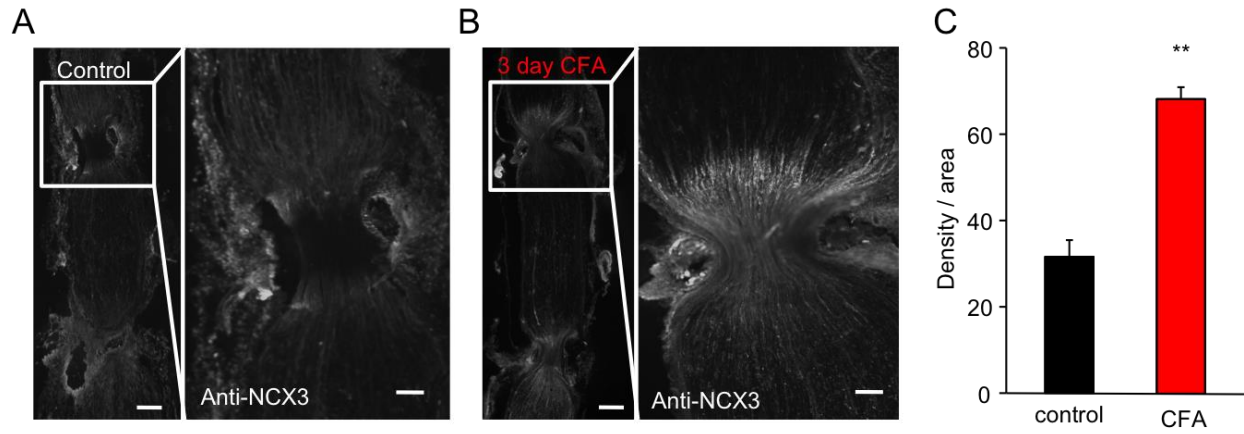 A
Control
Anti-NCX3
B
3 day CFA
Anti-NCX3
C
Density / area
80
60
40
20
0
**
control
CFA